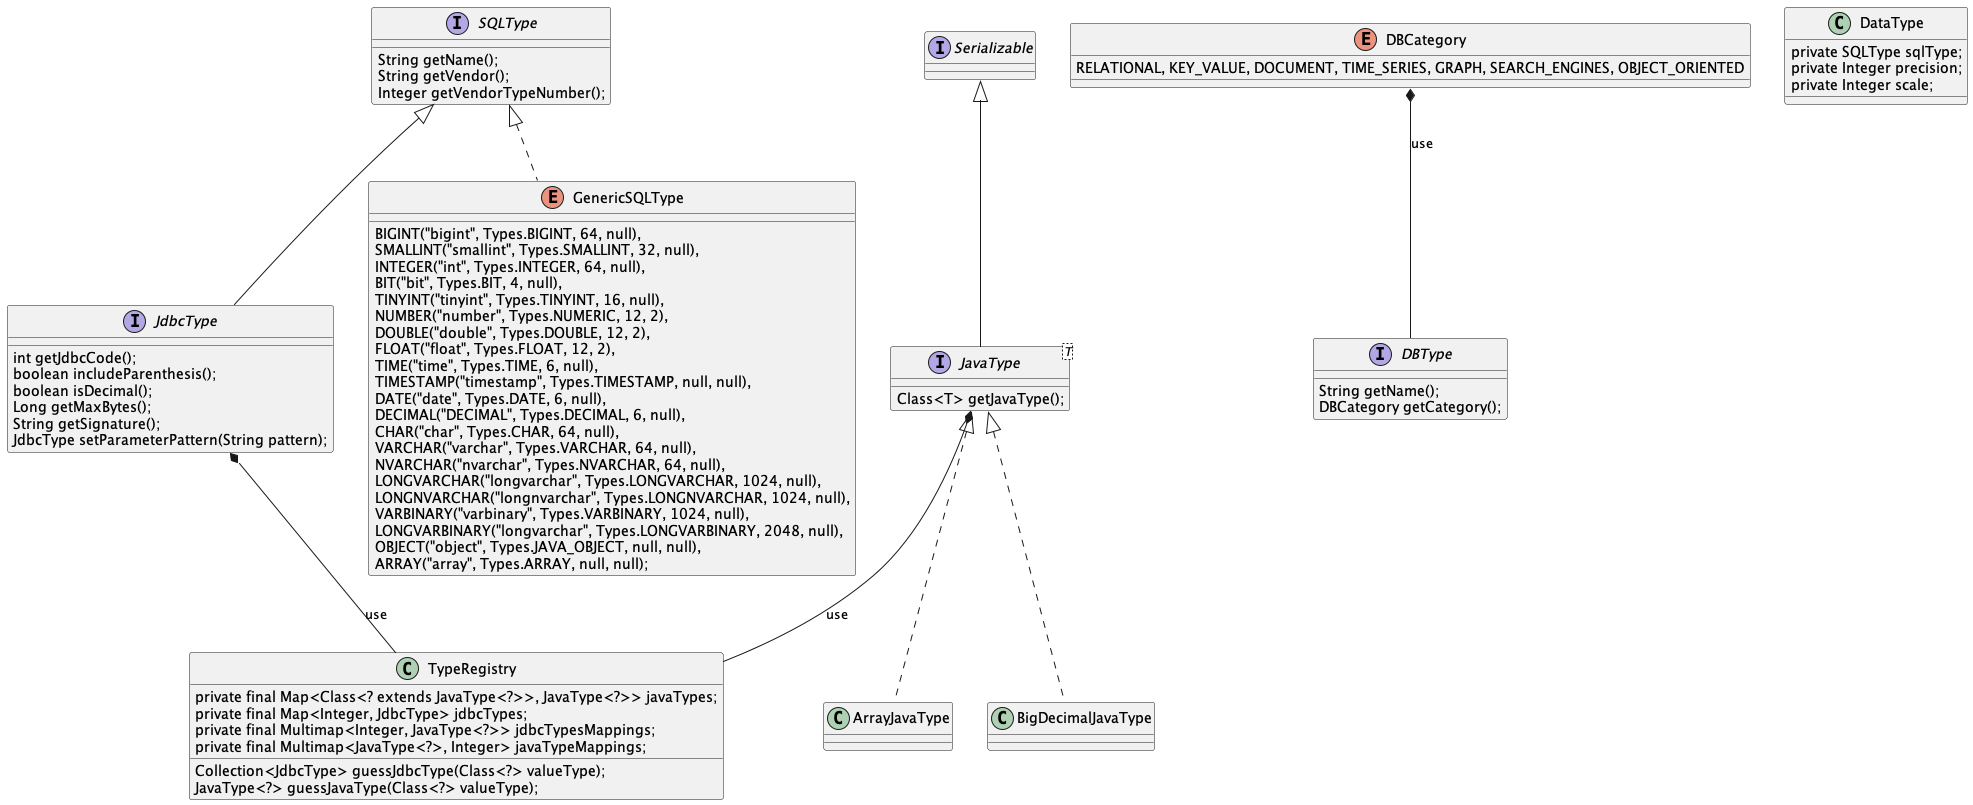 I SQLType
String getName();
String getVendor();
Integer getVendorTypeNumber();
I Serializable
E DBCategory
RELATIONAL, KEY_VALUE, DOCUMENT, TIME_SERIES, GRAPH, SEARCH_ENGINES, OBJECT_ORIENTED
C DataType
private SQLType sqlType;
private Integer precision;
private Integer scale;
use
E GenericSQLType
BIGINT("bigint", Types.BIGINT, 64, null),
SMALLINT("smallint", Types.SMALLINT, 32, null),
INTEGER("int", Types.INTEGER, 64, null),
BIT("bit", Types.BIT, 4, null),
TINYINT("tinyint", Types.TINYINT, 16, null),
NUMBER("number", Types.NUMERIC, 12, 2),
DOUBLE("double", Types.DOUBLE, 12, 2),
FLOAT("float", Types.FLOAT, 12, 2),
TIME("time", Types.TIME, 6, null),
TIMESTAMP("timestamp", Types.TIMESTAMP, null, null),
DATE("date", Types.DATE, 6, null),
DECIMAL("DECIMAL", Types.DECIMAL, 6, null),
CHAR("char", Types.CHAR, 64, null),
VARCHAR("varchar", Types.VARCHAR, 64, null),
NVARCHAR("nvarchar", Types.NVARCHAR, 64, null),
LONGVARCHAR("longvarchar", Types.LONGVARCHAR, 1024, null),
LONGNVARCHAR("longnvarchar", Types.LONGNVARCHAR, 1024, null),
VARBINARY("varbinary", Types.VARBINARY, 1024, null),
LONGVARBINARY("longvarchar", Types.LONGVARBINARY, 2048, null),
OBJECT("object", Types.JAVA_OBJECT, null, null),
ARRAY("array", Types.ARRAY, null, null);
I JdbcType
int getJdbcCode();
boolean includeParenthesis();
boolean isDecimal();
Long getMaxBytes();
String getSignature();
JdbcType setParameterPattern(String pattern);
I JavaType T
Class<T> getJavaType();
I DBType
String getName();
DBCategory getCategory();
use
use
C TypeRegistry
private final Map<Class<? extends JavaType<?>>, JavaType<?>> javaTypes;
private final Map<Integer, JdbcType> jdbcTypes;
private final Multimap<Integer, JavaType<?>> jdbcTypesMappings;
private final Multimap<JavaType<?>, Integer> javaTypeMappings;
Collection<JdbcType> guessJdbcType(Class<?> valueType);
JavaType<?> guessJavaType(Class<?> valueType);
C ArrayJavaType
C BigDecimalJavaType